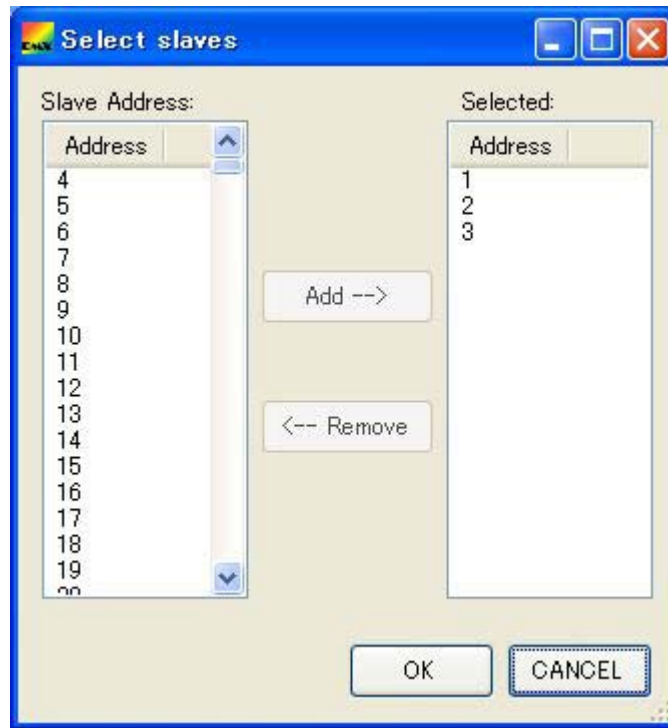 Select slaves
Slave Address:
Address
4
5
6
7
8
9
10
11
12
13
14
15
16
17
18
19
Selected:
Address
1
2
3
Add -->
<-- Remove
OK
CANCEL